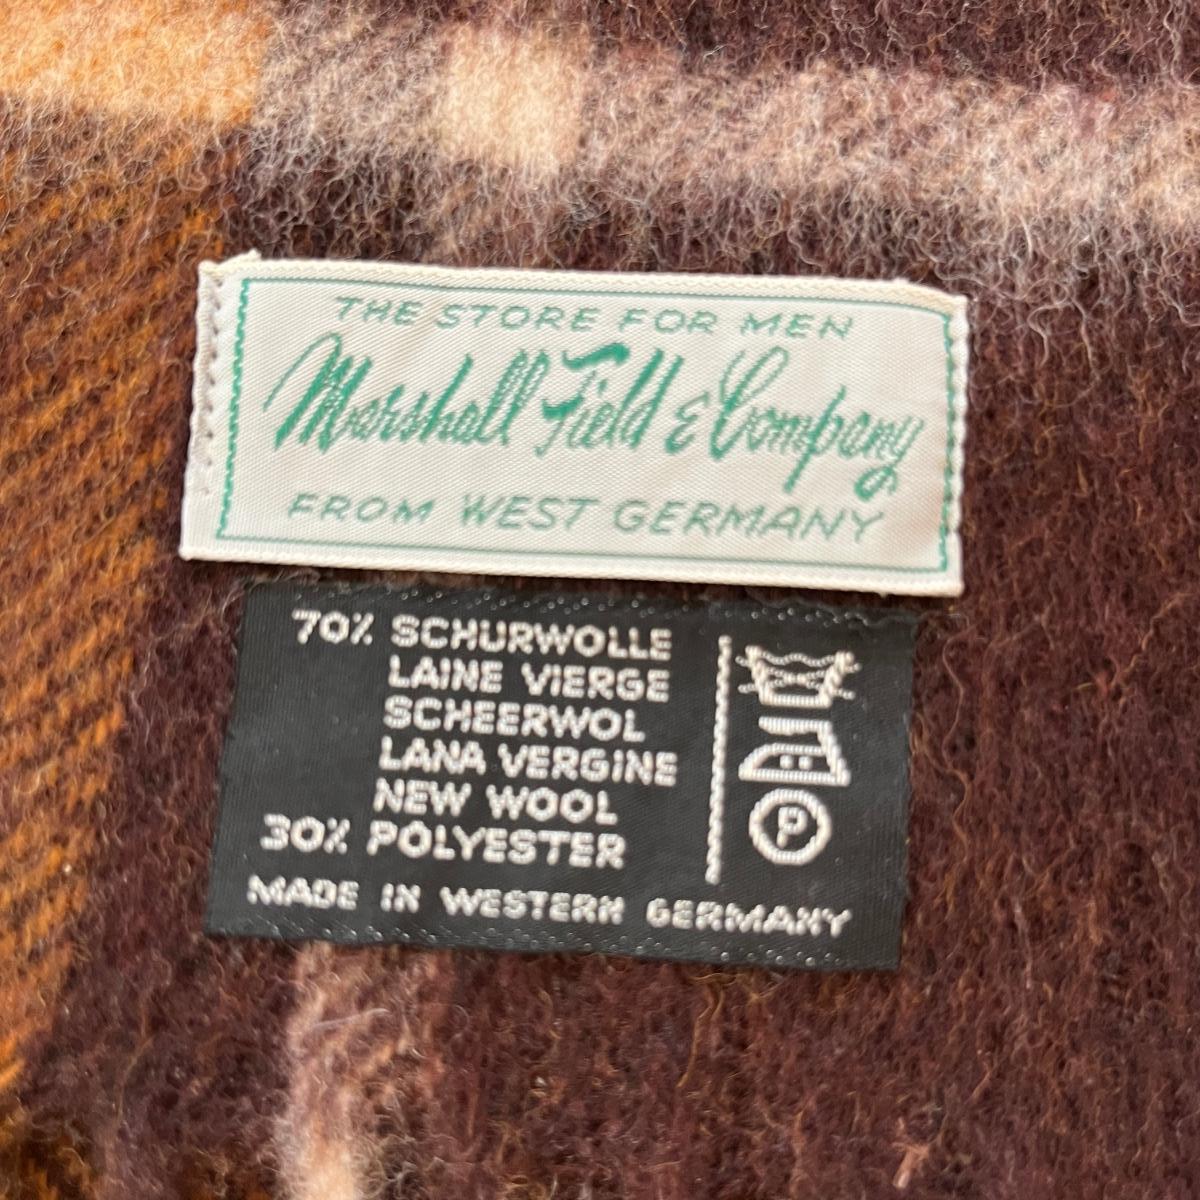 THE STORE FOR MEN
Marshall Field & Company
FROM WEST GERMANY
70% SCHURWOLLE
LAINE VIERGE
SCHEERWOL
LANA VERGINE
NEW WOOL
30% POLYESTER
MADE IN WESTERN GERMANY
P